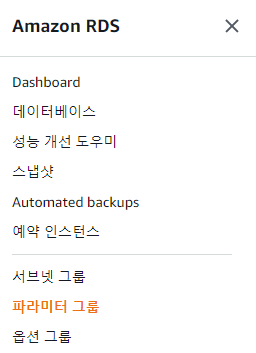 Amazon RDS
Dashboard
데이터베이스
성능 개선 도우미
스냅샷
Automated backups
예약 인스턴스
서브넷 그룹
파라미터 그룹
옵션 그룹